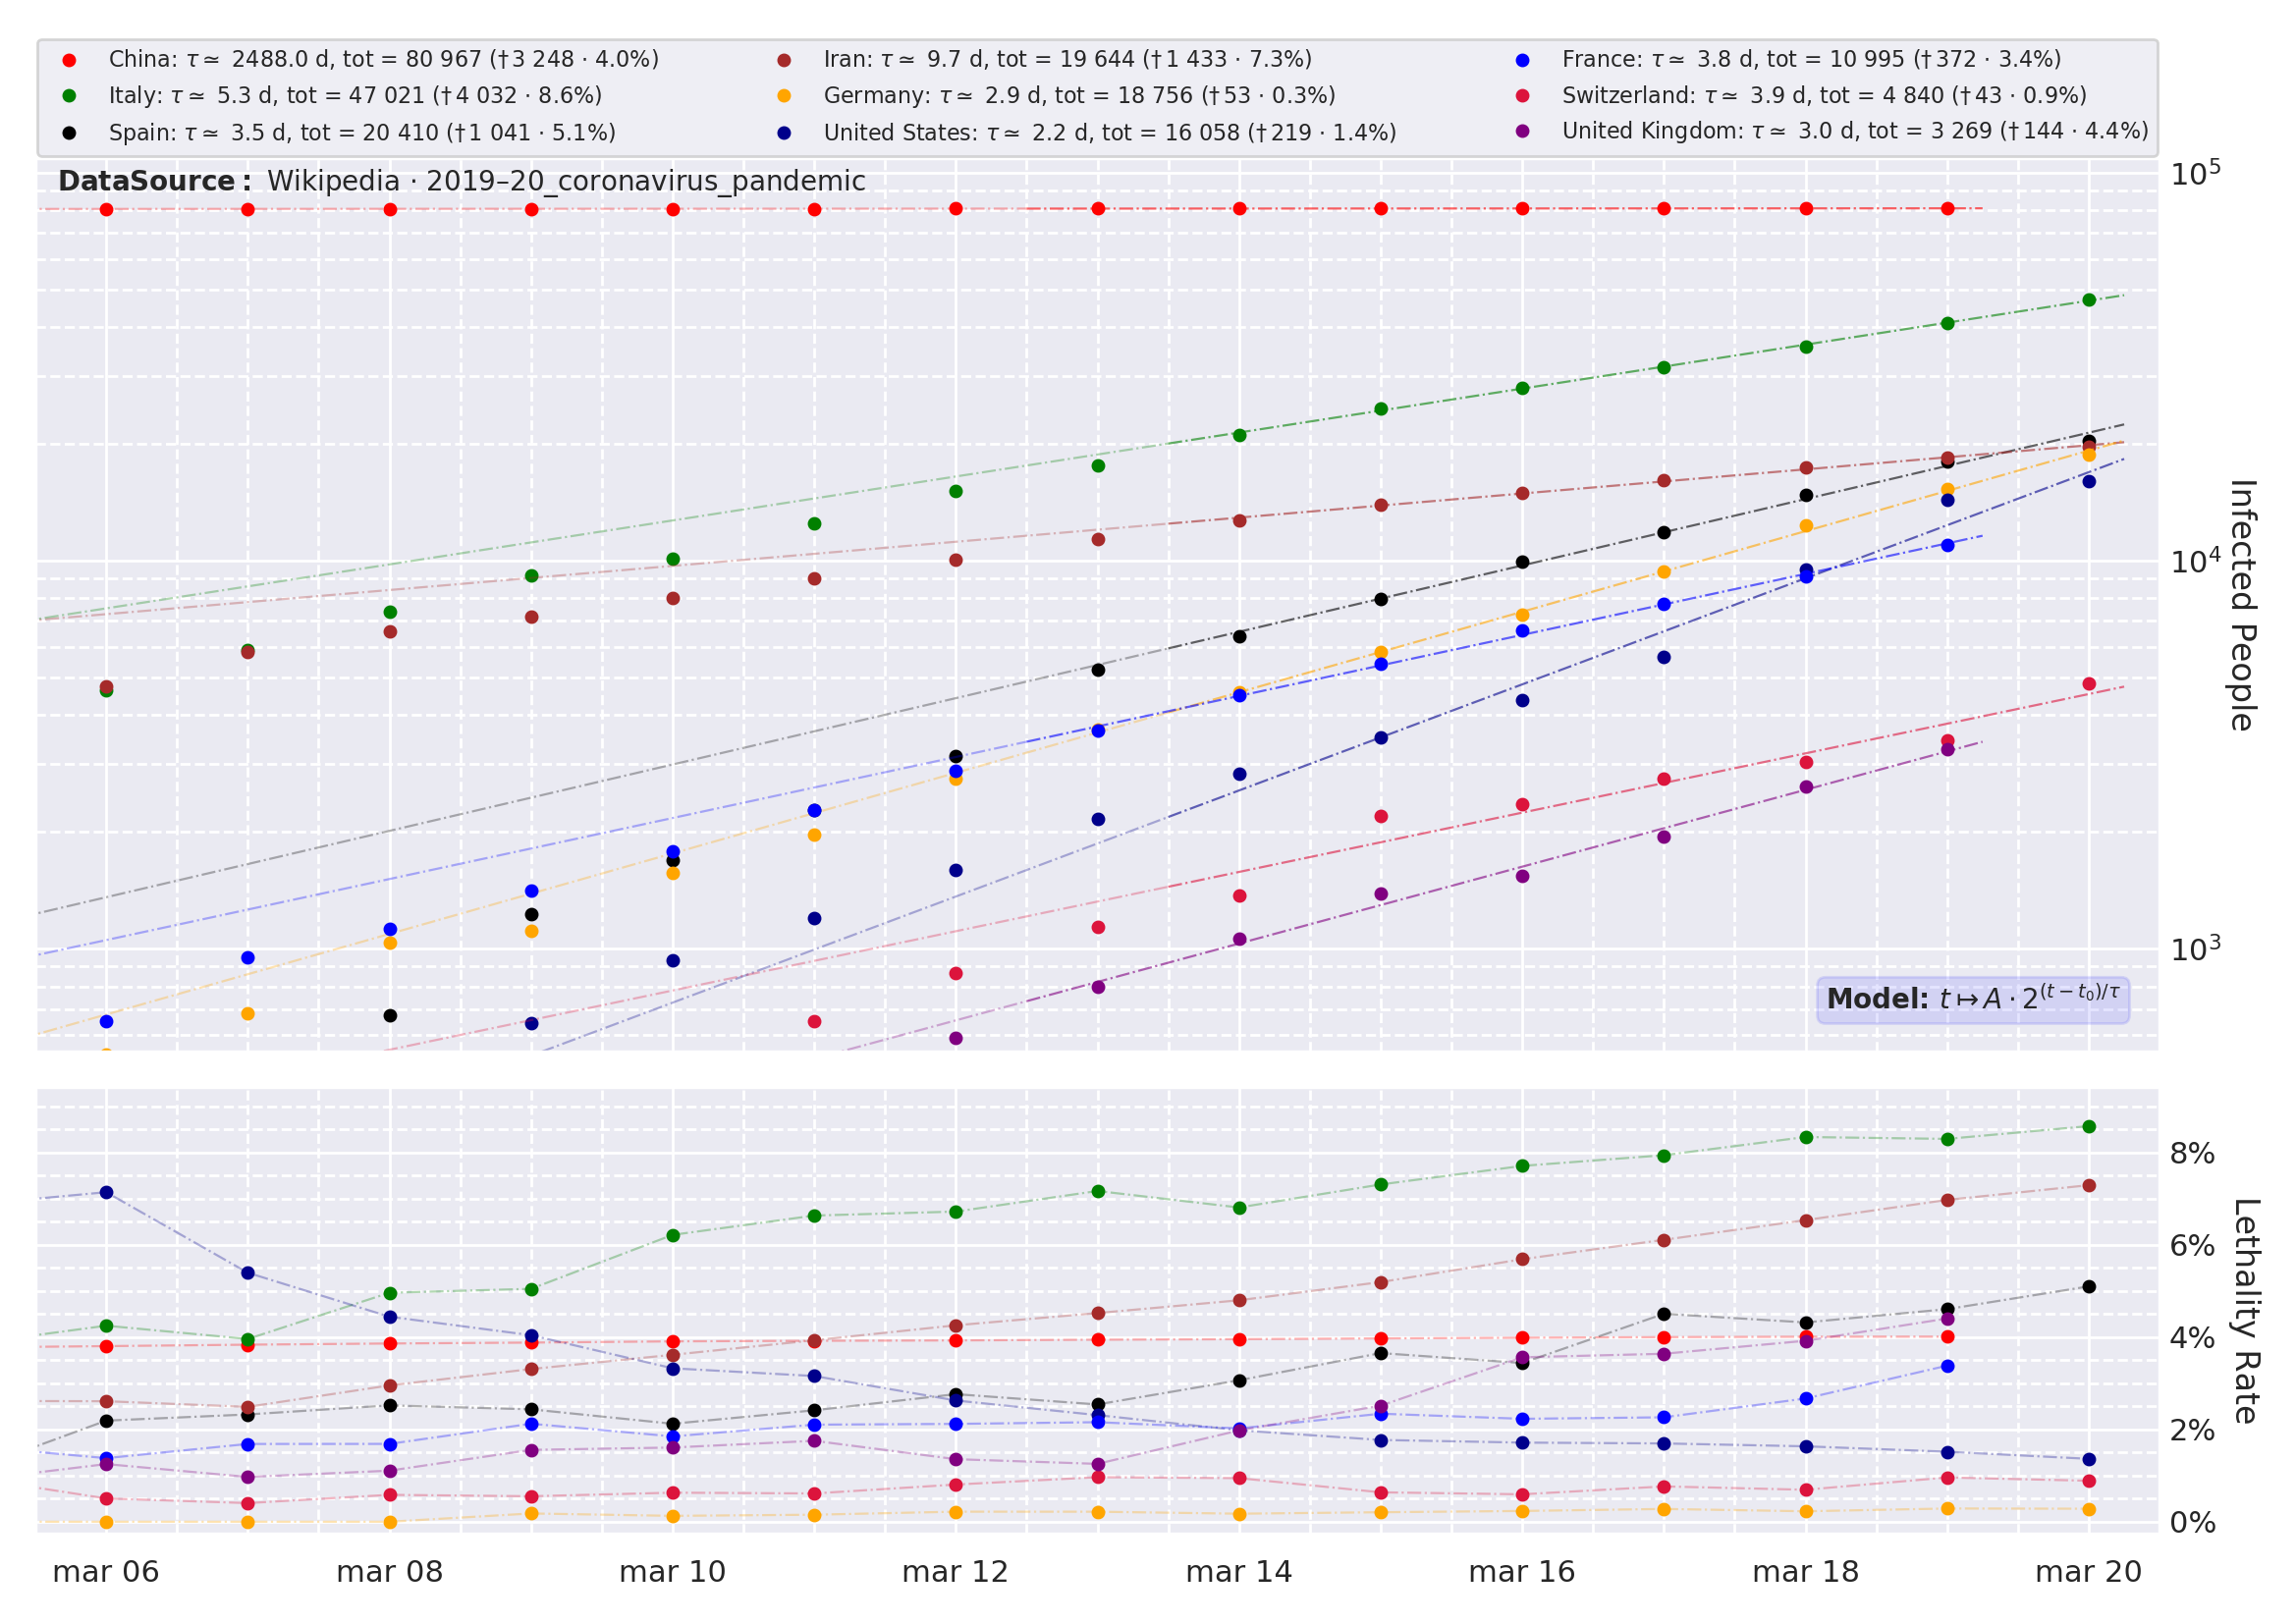 China: τ ≃ 2488.0 d, tot = 80 967 (†3 248 · 4.0%)
Italy: τ ≃ 5.3 d, tot = 47 021 (†4 032 · 8.6%)
Spain: τ ≃ 3.5 d, tot = 20 410 (†1 041 · 5.1%)
Iran: τ ≃ 9.7 d, tot = 19 644 (†1 433 · 7.3%)
Germany: τ ≃ 2.9 d, tot = 18 756 (†53 · 0.3%)
United States: τ ≃ 2.2 d, tot = 16 058 (†219 · 1.4%)
France: τ ≃ 3.8 d, tot = 10 995 (†372 · 3.4%)
Switzerland: τ ≃ 3.9 d, tot = 4 840 (†43 · 0.9%)
United Kingdom: τ ≃ 3.0 d, tot = 3 269 (†144 · 4.4%)
DataSource: Wikipedia · 2019–20_coronavirus_pandemic
10⁵
10⁴
10³
Infected People
Model: t ↦ A · 2^(t − t₀)/τ
8%
6%
4%
2%
0%
Lethality Rate
mar 06
mar 08
mar 10
mar 12
mar 14
mar 16
mar 18
mar 20